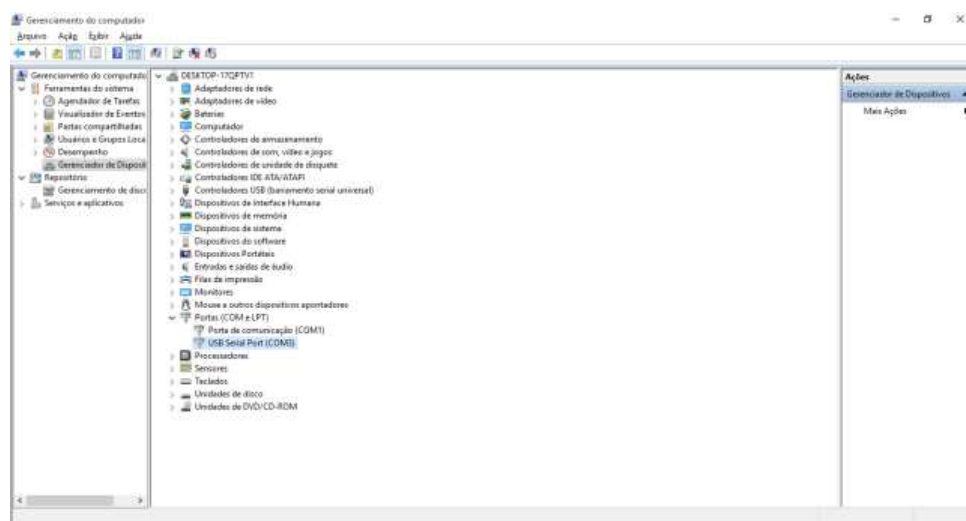 Gerenciamento do computador
Arquivo Ação Exibir Ajuda
Gerenciamento do computado
Ferramentas do sistema
Agendador de Tarefas
Visualizador de Eventos
Pastas compartilhadas
Usuários e Grupos Loca
Desempenho
Gerenciador de Disposit
Repositório
Gerenciamento de disco
Serviços e aplicativos
DESKTOP-17QPTV1
Adaptadores de rede
Adaptadores de vídeo
Baterias
Computador
Controladores de armazenamento
Controladores de som, vídeo e jogos
Controladores de unidade de disquete
Controladores IDE ATA/ATAPI
Controladores USB (barramento serial universal)
Dispositivos de Interface Humana
Dispositivos de memória
Dispositivos de sistema
Dispositivos do software
Dispositivos Portáteis
Entradas e saídas de áudio
Filas de impressão
Monitores
Mouse e outros dispositivos apontadores
Portas (COM e LPT)
Porta de comunicação (COM1)
USB Serial Port (COM3)
Processadores
Sensores
Teclados
Unidades de disco
Unidades de DVD/CD-ROM
Ações
Gerenciador de Dispositivos
Mais Ações